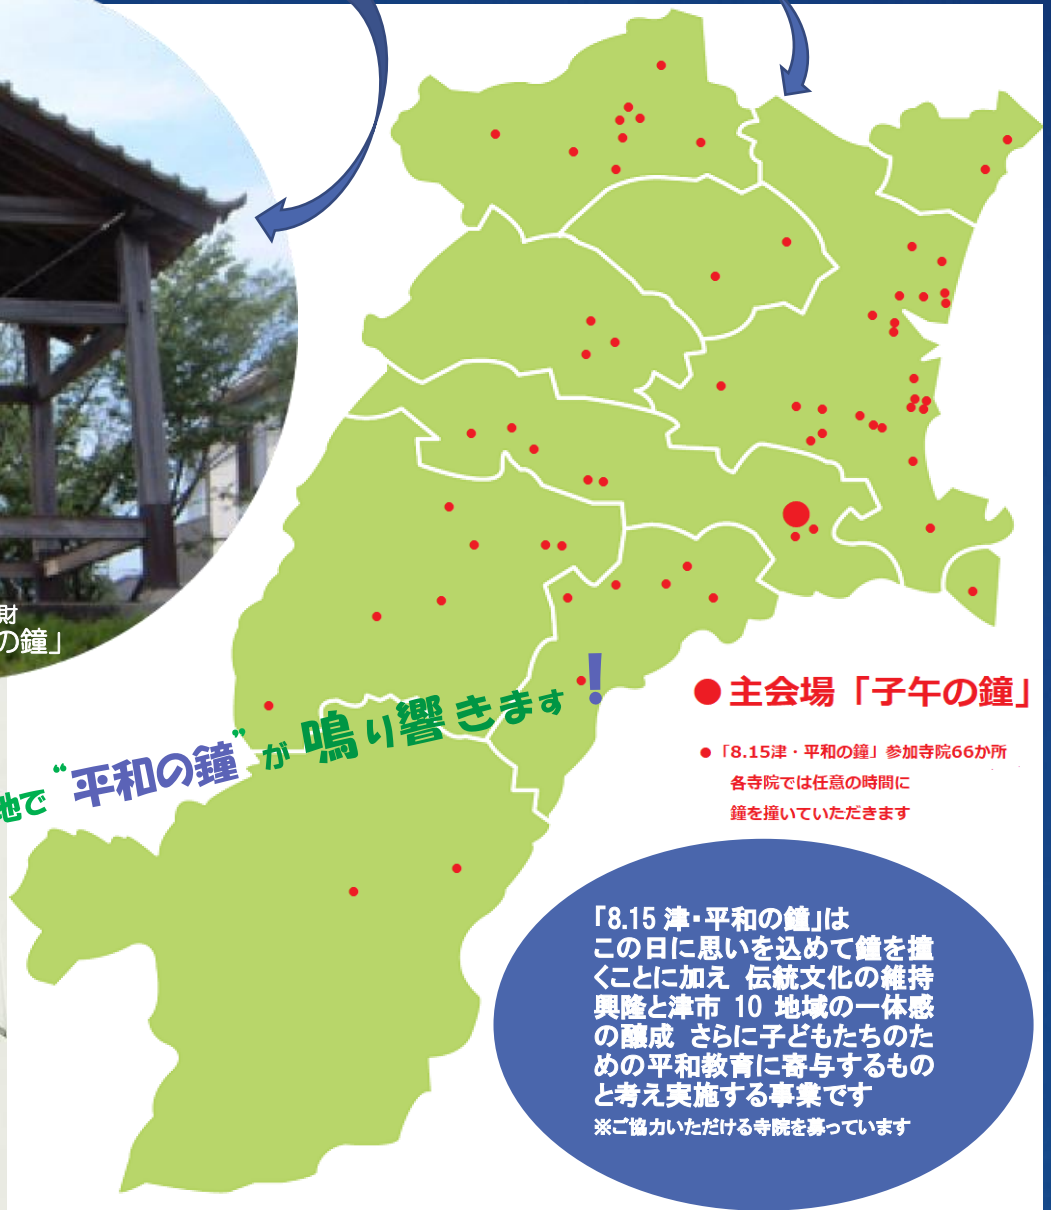 財
の鐘」
地で“平和の鐘”が鳴り響きます!
●主会場「子午の鐘」
●「8.15津・平和の鐘」参加寺院66か所
各寺院では任意の時間に
鐘を撞いていただきます
「8.15 津・平和の鐘」は
この日に思いを込めて鐘を撞
くことに加え 伝統文化の維持
興隆と津市 10 地域の一体感
の醸成 さらに子どもたちのた
めの平和教育に寄与するもの
と考え実施する事業です
※ご協力いただける寺院を募っています